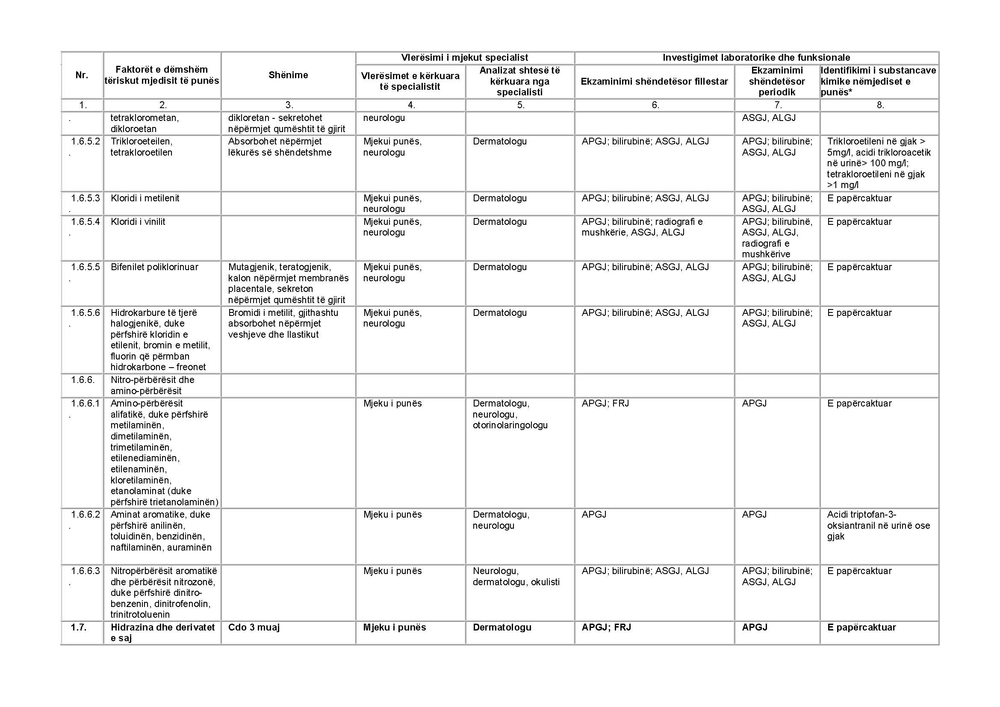 Nr.
Faktorët e dëmshëm
tëriskut mjedisit të punës
Shënime
Vlerësimi i mjekut specialist
Investigimet laboratorike dhe funksionale
Vlerësimet e kërkuara
të specialistit
Analizat shtesë të
kërkuara nga
specialisti
Ekzaminimi shëndetësor fillestar
Ekzaminimi
shëndetësor
periodik
Identifikimi i substancave
kimike nëmjediset e
punës*
1.
2.
3.
4.
5.
6.
7.
8.
.
tetraklorometan,
dikloroetan
dikloretan - sekretohet
nëpërmjet qumështit të gjirit
neurologu
ASGJ, ALGJ
1.6.5.2
.
Trikloroeteilen,
tetrakloroetilen
Absorbohet nëpërmjet
lëkurës së shëndetshme
Mjekui punës,
neurologu
Dermatologu
APGJ; bilirubinë; ASGJ, ALGJ
APGJ; bilirubinë;
ASGJ, ALGJ
Trikloroetileni në gjak >
5mg/l, acidi trikloroacetik
në urinë> 100 mg/l;
tetrakloroetileni në gjak
>1 mg/l
1.6.5.3
.
Kloridi i metilenit
Mjekui punës,
neurologu
Dermatologu
APGJ; bilirubinë; ASGJ, ALGJ
APGJ; bilirubinë;
ASGJ, ALGJ
E papërcaktuar
1.6.5.4
.
Kloridi i vinilit
Mjekui punës,
neurologu
Dermatologu
APGJ; bilirubinë; radiografi e
mushkërie, ASGJ, ALGJ
APGJ; bilirubinë,
ASGJ, ALGJ,
radiografi e
mushkërive
E papërcaktuar
1.6.5.5
.
Bifenilet poliklorinuar
Mutagjenik, teratogjenik,
kalon nëpërmjet membranës
placentale, sekreton
nëpërmjet qumështit të gjirit
Mjekui punës,
neurologu
Dermatologu
APGJ; bilirubinë; ASGJ, ALGJ
APGJ; bilirubinë;
ASGJ, ALGJ
E papërcaktuar
1.6.5.6
.
Hidrokarbure të tjerë
halogjenikë, duke
përfshirë kloridin e
etilenit, bromin e metilit,
fluorin që përmban
hidrokarbone – freonet
Bromidi i metilit, gjithashtu
absorbohet nëpërmjet
veshjeve dhe llastikut
Mjekui punës,
neurologu
Dermatologu
APGJ; bilirubinë; ASGJ, ALGJ
APGJ; bilirubinë;
ASGJ, ALGJ
E papërcaktuar
1.6.6.
Nitro-përbërësit dhe
amino-përbërësit
1.6.6.1
.
Amino-përbërësit
alifatikë, duke përfshirë
metilaminën,
dimetilaminën,
trimetilaminën,
etilenediaminën,
etilenaminën,
kloretilaminën,
etanolaminat (duke
përfshirë trietanolaminën)
Mjeku i punës
Dermatologu,
neurologu,
otorinolaringologu
APGJ; FRJ
APGJ
E papërcaktuar
1.6.6.2
.
Aminat aromatike, duke
përfshirë anilinën,
toluidinën, benzidinën,
naftilaminën, auraminën
Mjeku i punës
Dermatologu,
neurologu
APGJ
APGJ
Acidi triptofan-3-
oksiantranil në urinë ose
gjak
1.6.6.3
.
Nitropërbërësit aromatikë
dhe përbërësit nitrozonë,
duke përfshirë dinitro-
benzenin, dinitrofenolin,
trinitrotoluenin
Mjeku i punës
Neurologu,
dermatologu, okulisti
APGJ; bilirubinë; ASGJ, ALGJ
APGJ; bilirubinë;
ASGJ, ALGJ
E papërcaktuar
1.7.
Hidrazina dhe derivatet
e saj
Cdo 3 muaj
Mjeku i punës
Dermatologu
APGJ; FRJ
APGJ
E papërcaktuar